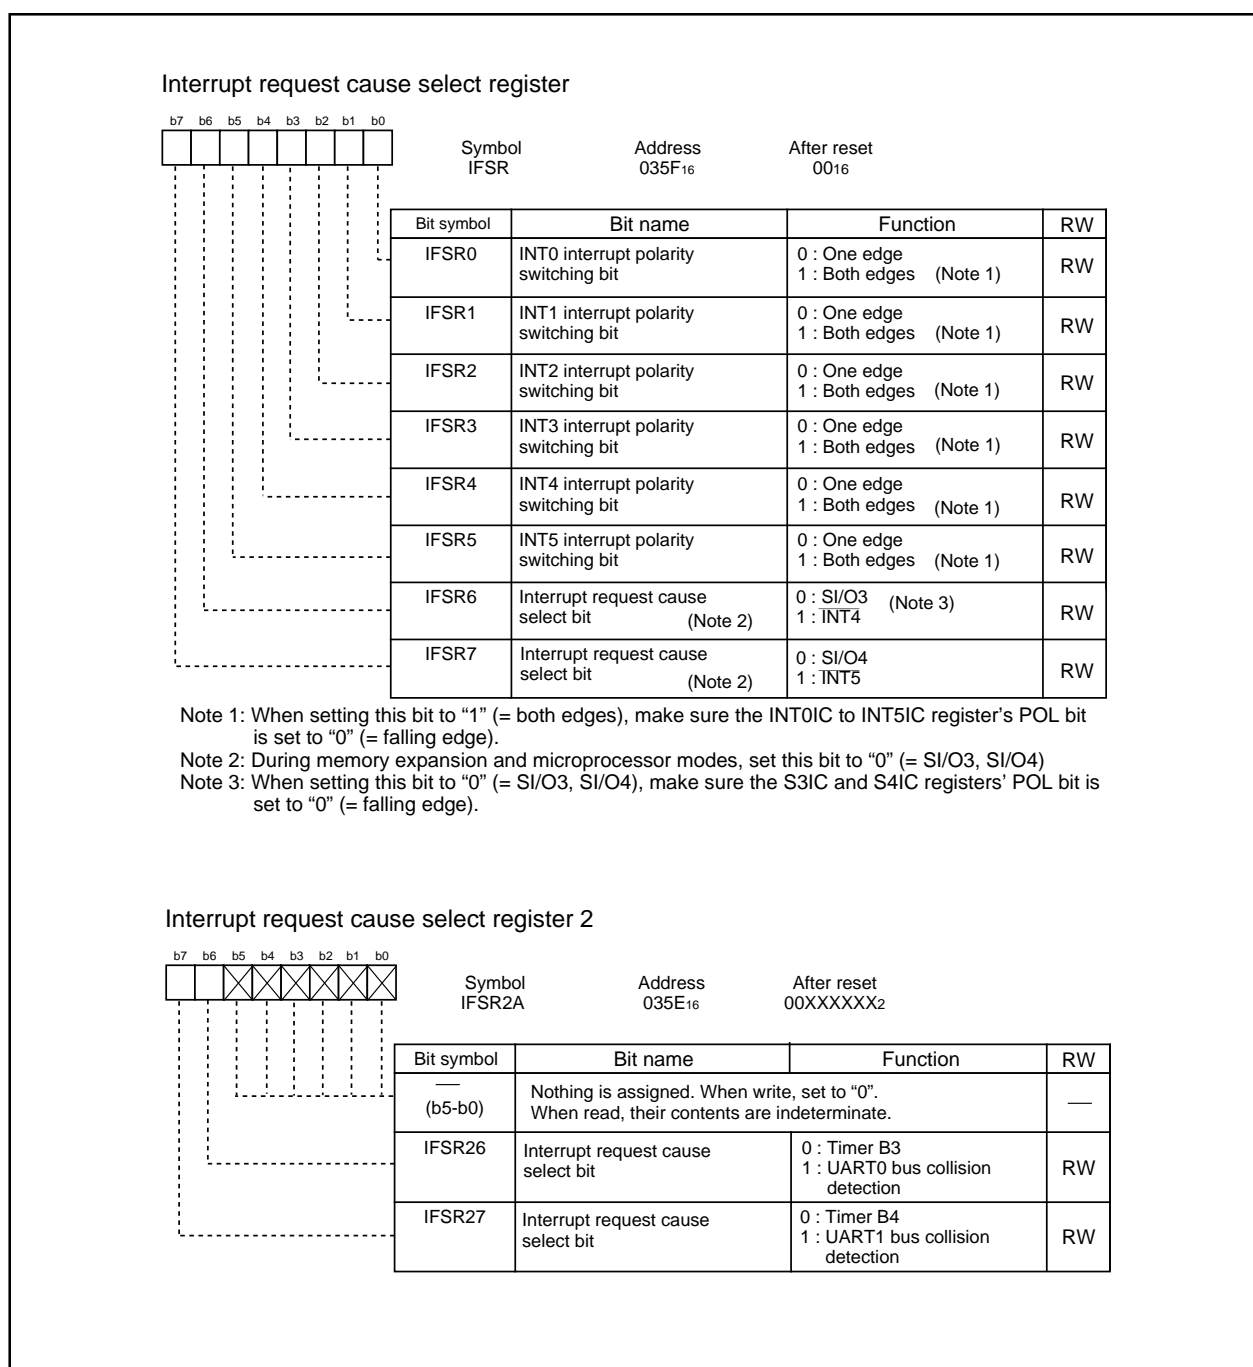 Interrupt request cause select register
b7 b6 b5 b4 b3 b2 b1 b0
Symbol Address After reset
IFSR 035F16 0016
Bit symbol Bit name Function RW
IFSR0 INT0 interrupt polarity switching bit 0 : One edge
1 : Both edges (Note 1) RW
IFSR1 INT1 interrupt polarity switching bit 0 : One edge
1 : Both edges (Note 1) RW
IFSR2 INT2 interrupt polarity switching bit 0 : One edge
1 : Both edges (Note 1) RW
IFSR3 INT3 interrupt polarity switching bit 0 : One edge
1 : Both edges (Note 1) RW
IFSR4 INT4 interrupt polarity switching bit 0 : One edge
1 : Both edges (Note 1) RW
IFSR5 INT5 interrupt polarity switching bit 0 : One edge
1 : Both edges (Note 1) RW
IFSR6 Interrupt request cause select bit (Note 2) 0 : SI/O3 (Note 3)
1 : INT4 RW
IFSR7 Interrupt request cause select bit (Note 2) 0 : SI/O4
1 : INT5 RW
Note 1: When setting this bit to “1” (= both edges), make sure the INT0IC to INT5IC register’s POL bit
is set to “0” (= falling edge).
Note 2: During memory expansion and microprocessor modes, set this bit to “0” (= SI/O3, SI/O4)
Note 3: When setting this bit to “0” (= SI/O3, SI/O4), make sure the S3IC and S4IC registers’ POL bit is
set to “0” (= falling edge).
Interrupt request cause select register 2
b7 b6 b5 b4 b3 b2 b1 b0
Symbol Address After reset
IFSR2A 035E16 00XXXXXX2
Bit symbol Bit name Function RW
— (b5-b0) Nothing is assigned. When write, set to “0”.
When read, their contents are indeterminate. —
IFSR26 Interrupt request cause select bit 0 : Timer B3
1 : UART0 bus collision detection RW
IFSR27 Interrupt request cause select bit 0 : Timer B4
1 : UART1 bus collision detection RW